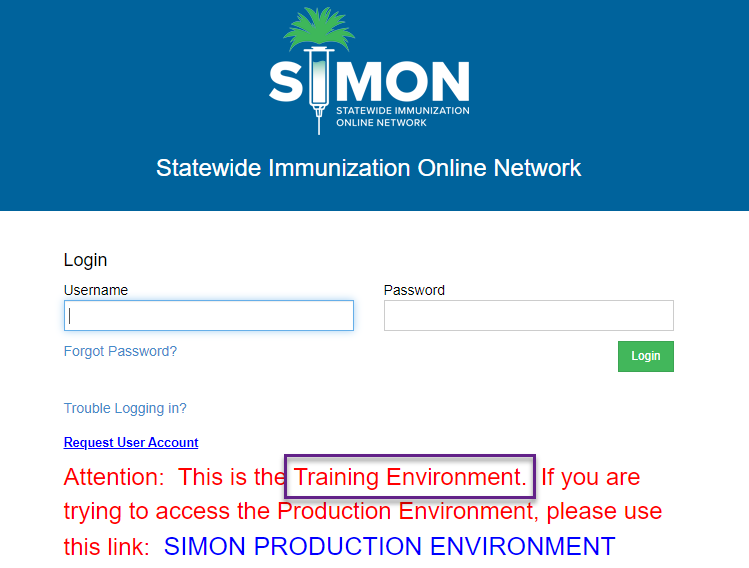 SIMON
STATEWIDE IMMUNIZATION
ONLINE NETWORK
Statewide Immunization Online Network
Login
Username
Password
Forgot Password?
Login
Trouble Logging in?
Request User Account
Attention: This is the Training Environment. If you are
trying to access the Production Environment, please use
this link: SIMON PRODUCTION ENVIRONMENT